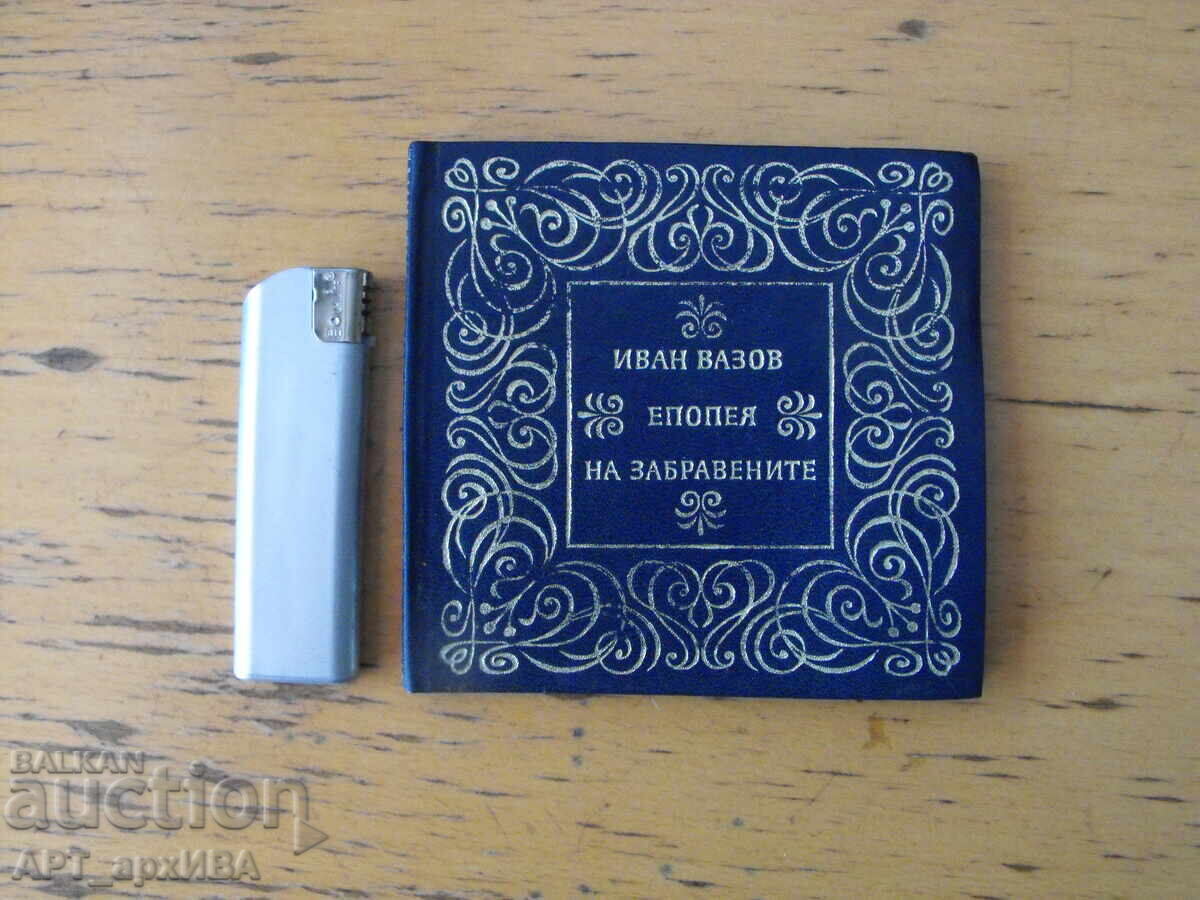 ИВАН ВАЗОВ
ЕПОПЕЯ
НА ЗАБРАВЕНИТЕ
BALKAN
auction
АРТ_архИВА